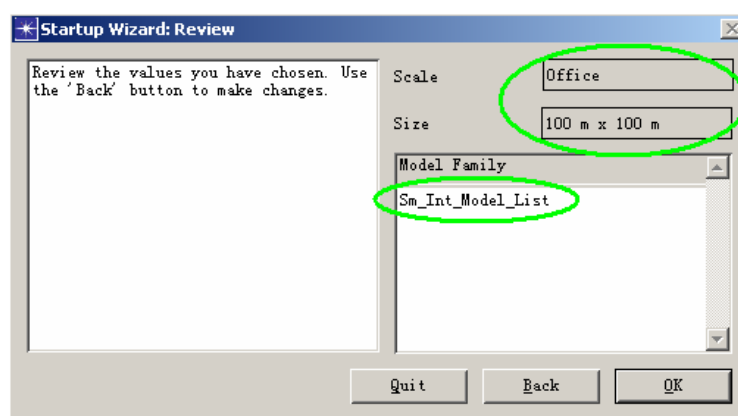 Startup Wizard: Review
Review the values you have chosen. Use
the 'Back' button to make changes.
Scale
Office
Size
100 m x 100 m
Model Family
Sm_Int_Model_List
Quit
Back
OK